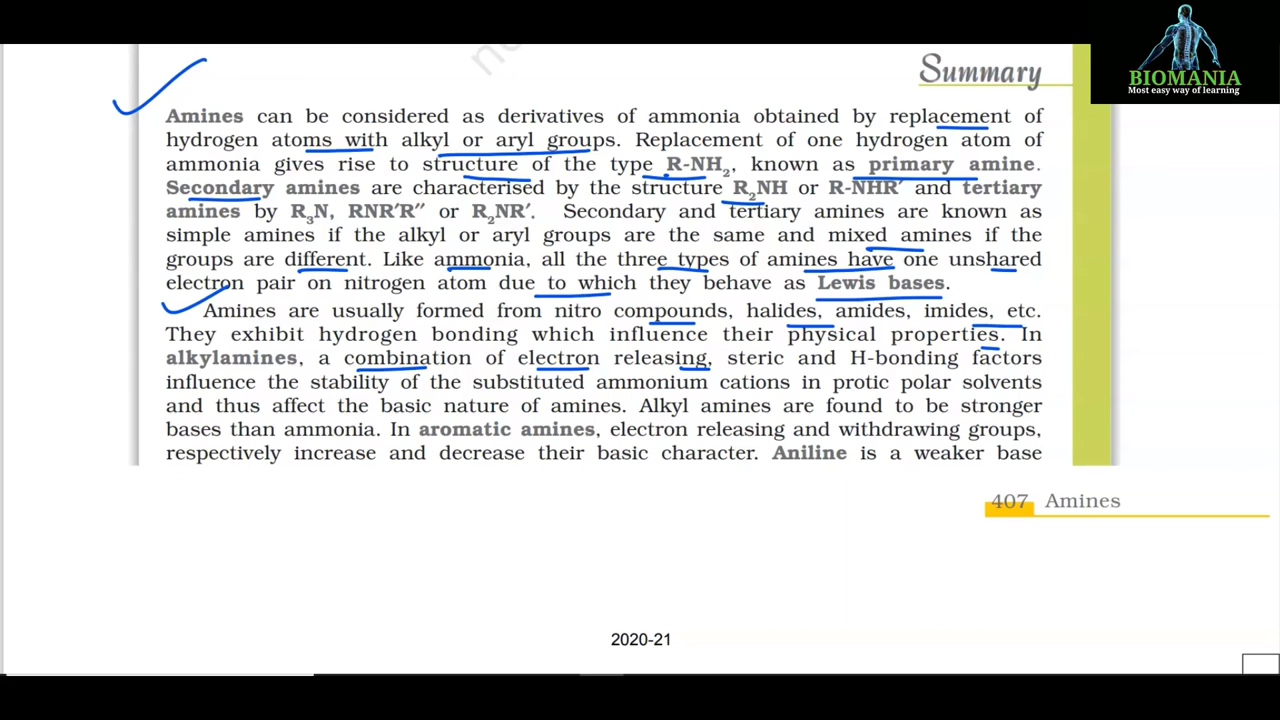 Summary
BIOMANIA
Most easy way of learning
Amines can be considered as derivatives of ammonia obtained by replacement of
hydrogen atoms with alkyl or aryl groups. Replacement of one hydrogen atom of
ammonia gives rise to structure of the type R-NH₂, known as primary amine.
Secondary amines are characterised by the structure R₂NH or R-NHR′ and tertiary
amines by R₃N, RNR′R″ or R₂NR′. Secondary and tertiary amines are known as
simple amines if the alkyl or aryl groups are the same and mixed amines if the
groups are different. Like ammonia, all the three types of amines have one unshared
electron pair on nitrogen atom due to which they behave as Lewis bases.
Amines are usually formed from nitro compounds, halides, amides, imides, etc.
They exhibit hydrogen bonding which influence their physical properties. In
alkylamines, a combination of electron releasing, steric and H-bonding factors
influence the stability of the substituted ammonium cations in protic polar solvents
and thus affect the basic nature of amines. Alkyl amines are found to be stronger
bases than ammonia. In aromatic amines, electron releasing and withdrawing groups,
respectively increase and decrease their basic character. Aniline is a weaker base
407 Amines
2020-21